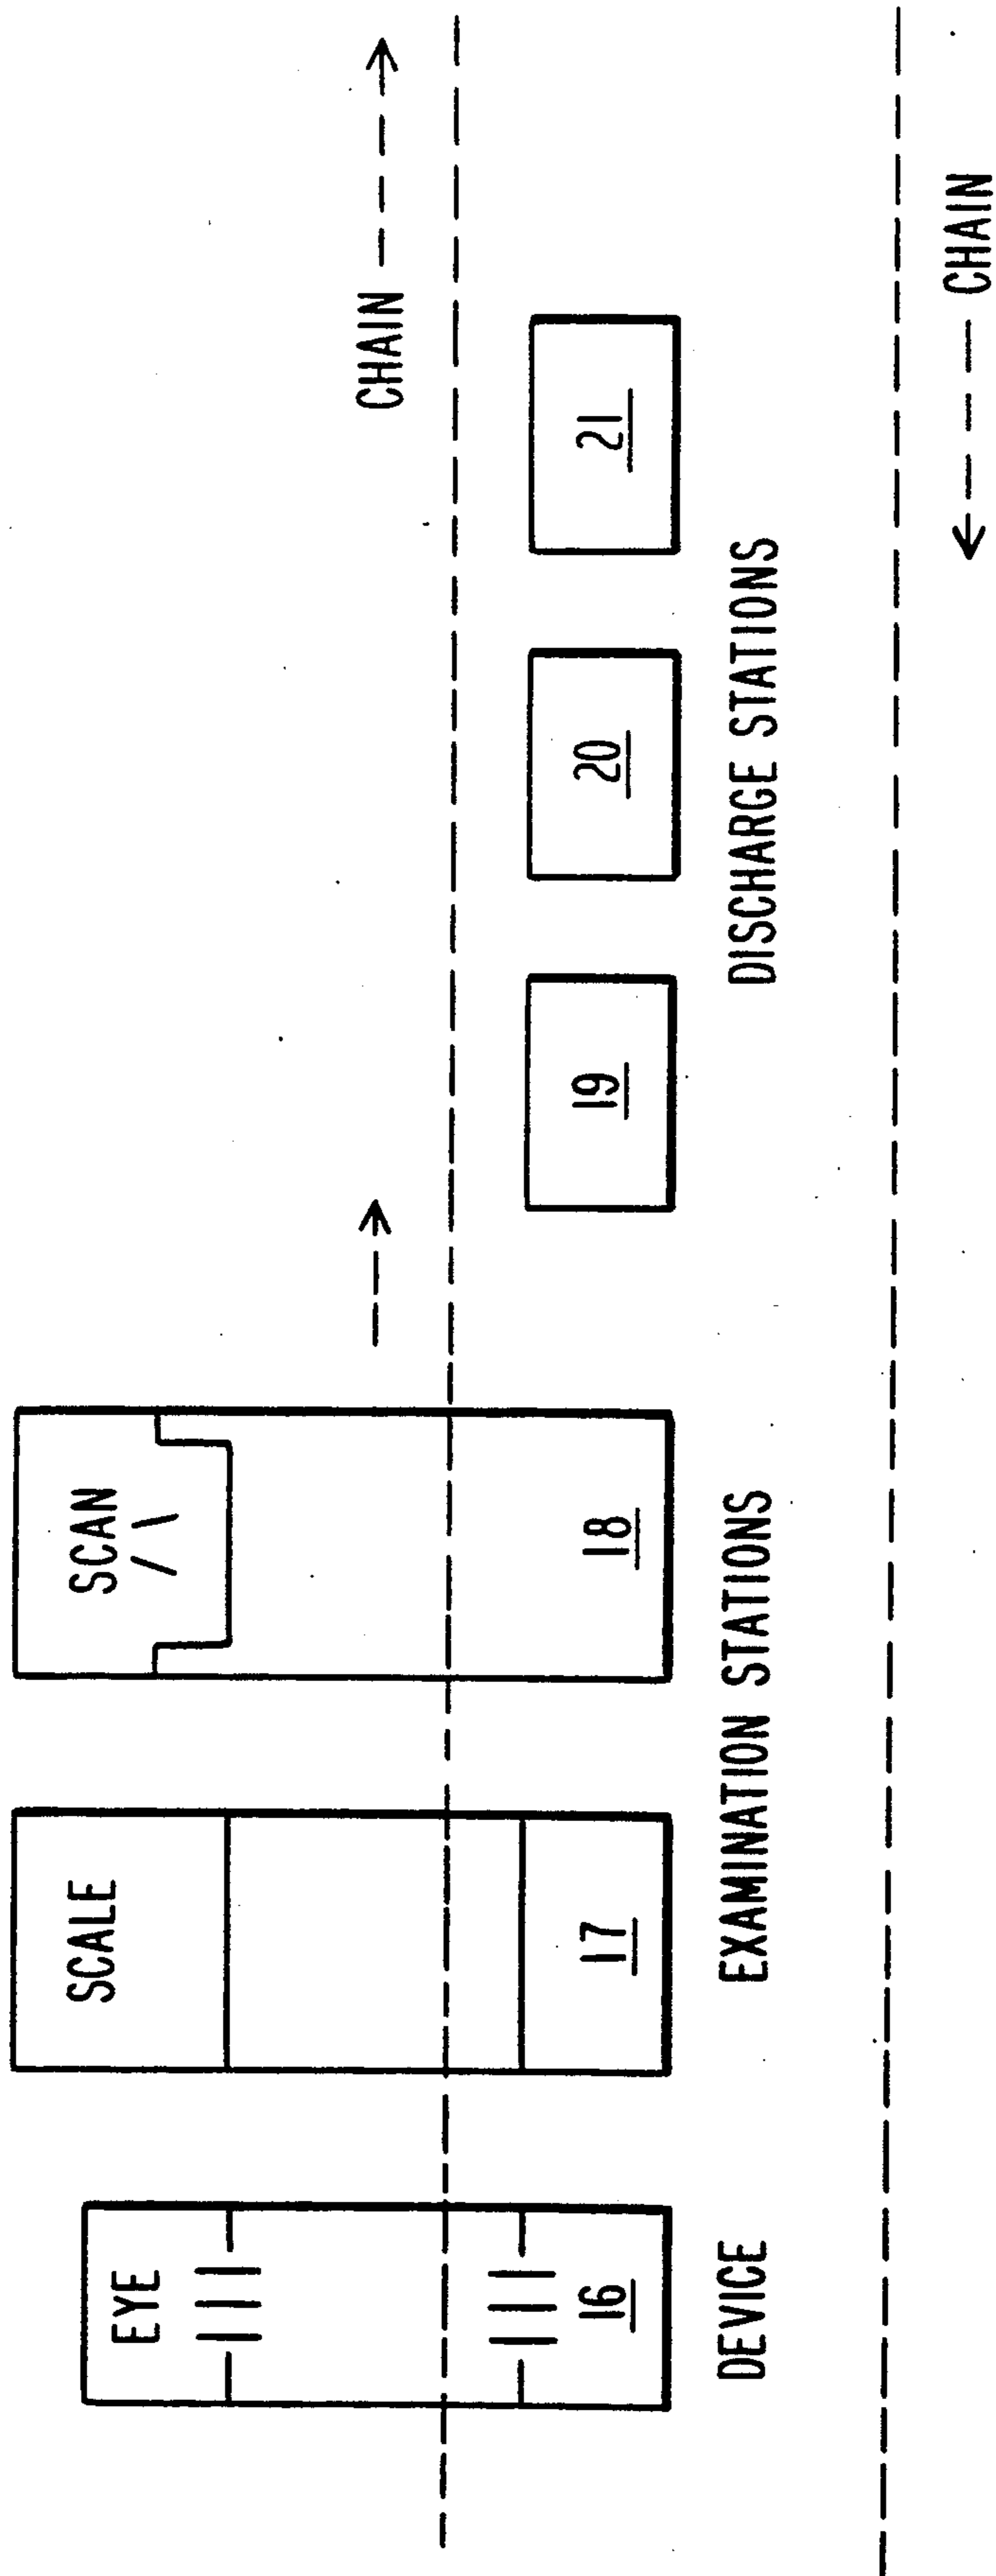 EYE
16
DEVICE
SCALE
17
SCAN
18
EXAMINATION STATIONS
19
20
21
DISCHARGE STATIONS
CHAIN
CHAIN